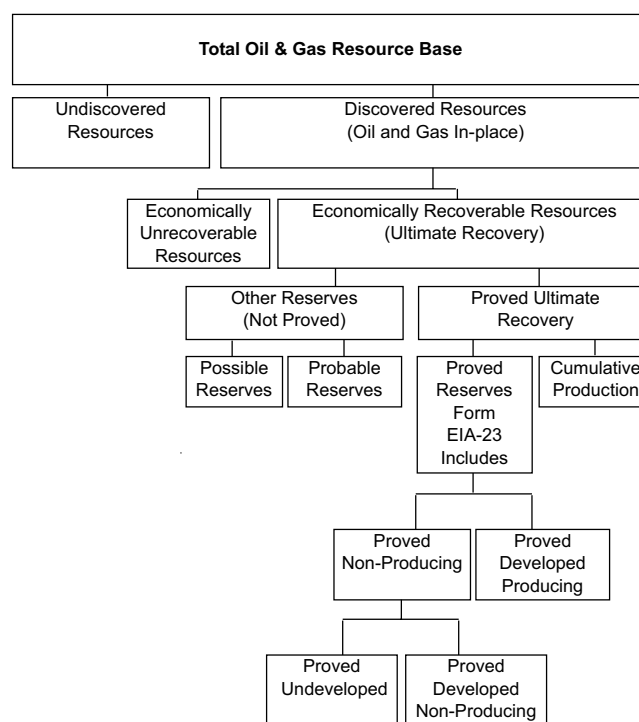 Total Oil & Gas Resource Base
Undiscovered
Resources
Discovered Resources
(Oil and Gas In-place)
Economically
Unrecoverable
Resources
Economically Recoverable Resources
(Ultimate Recovery)
Other Reserves
(Not Proved)
Proved Ultimate
Recovery
Possible
Reserves
Probable
Reserves
Proved
Reserves
Form
EIA-23
Includes
Cumulative
Production
Proved
Non-Producing
Proved
Developed
Producing
Proved
Undeveloped
Proved
Developed
Non-Producing